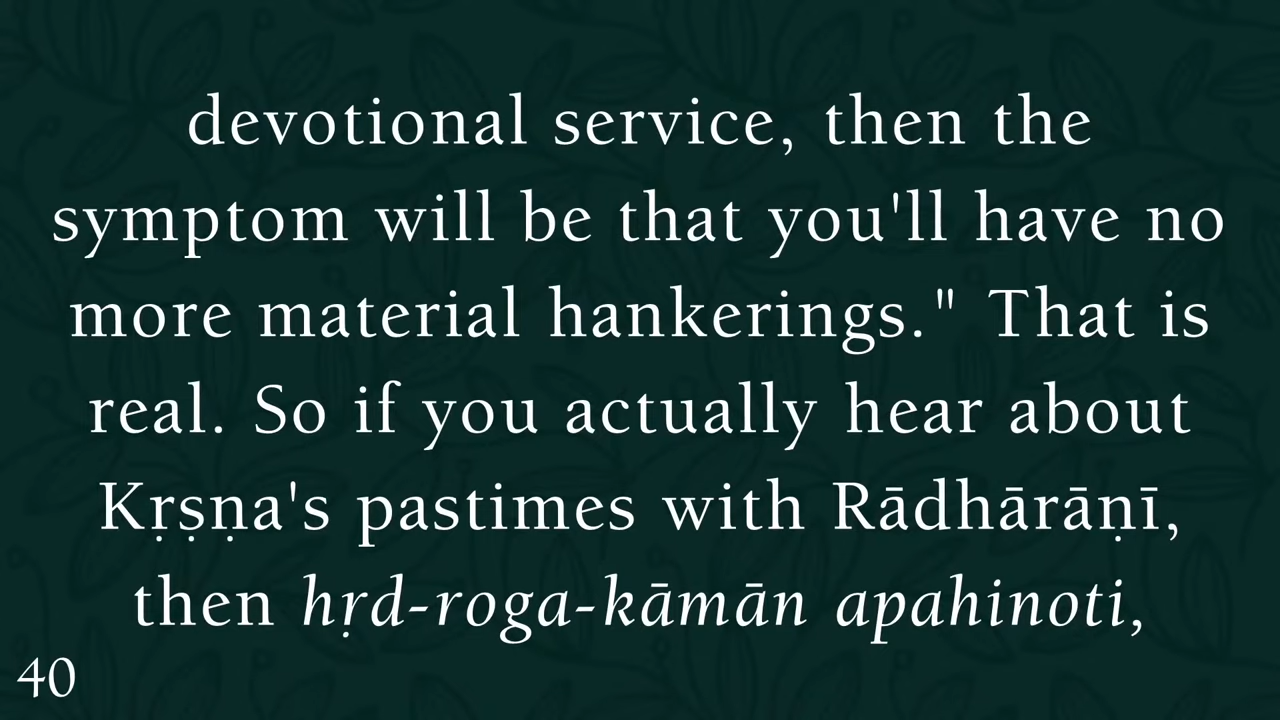 devotional service, then the
symptom will be that you'll have no
more material hankerings." That is
real. So if you actually hear about
Kṛṣṇa's pastimes with Rādhārāṇī,
then hṛd-roga-kāmān apahinoti,
40